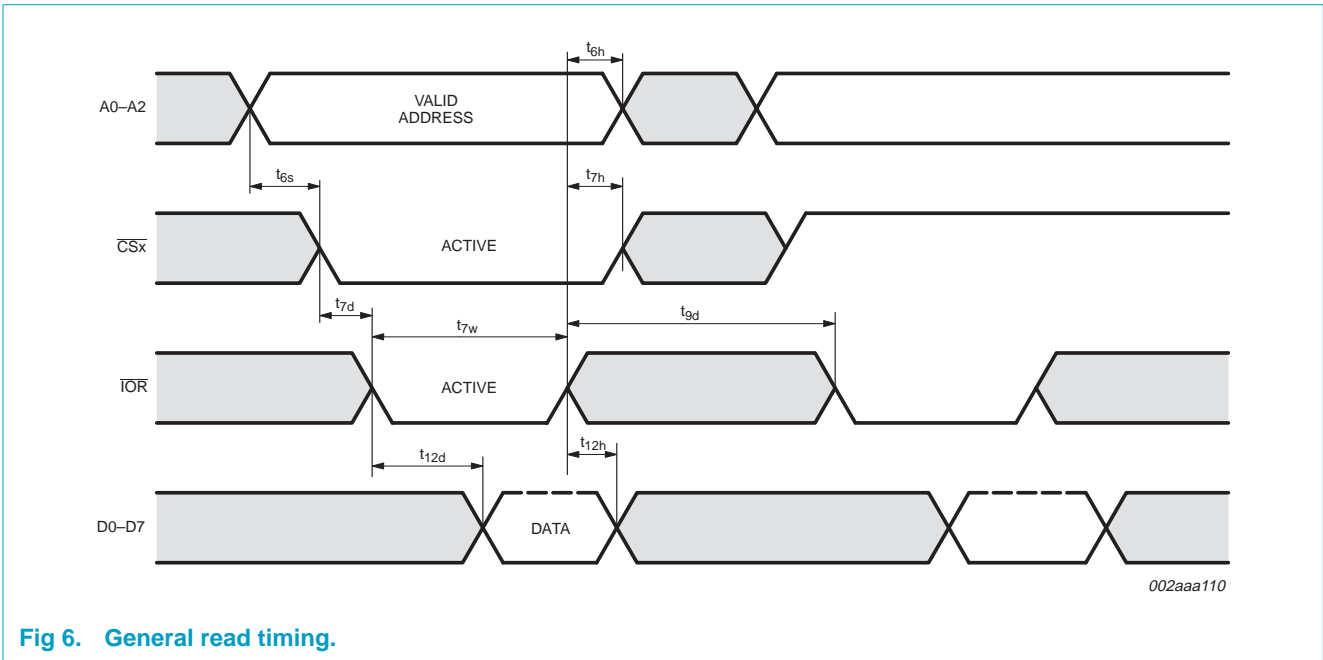 t6h
A0–A2
VALID
ADDRESS
t6s
t7h
CSx
ACTIVE
t7d
t7w
t9d
IOR
ACTIVE
t12d
t12h
D0–D7
DATA
002aaa110
Fig 6. General read timing.